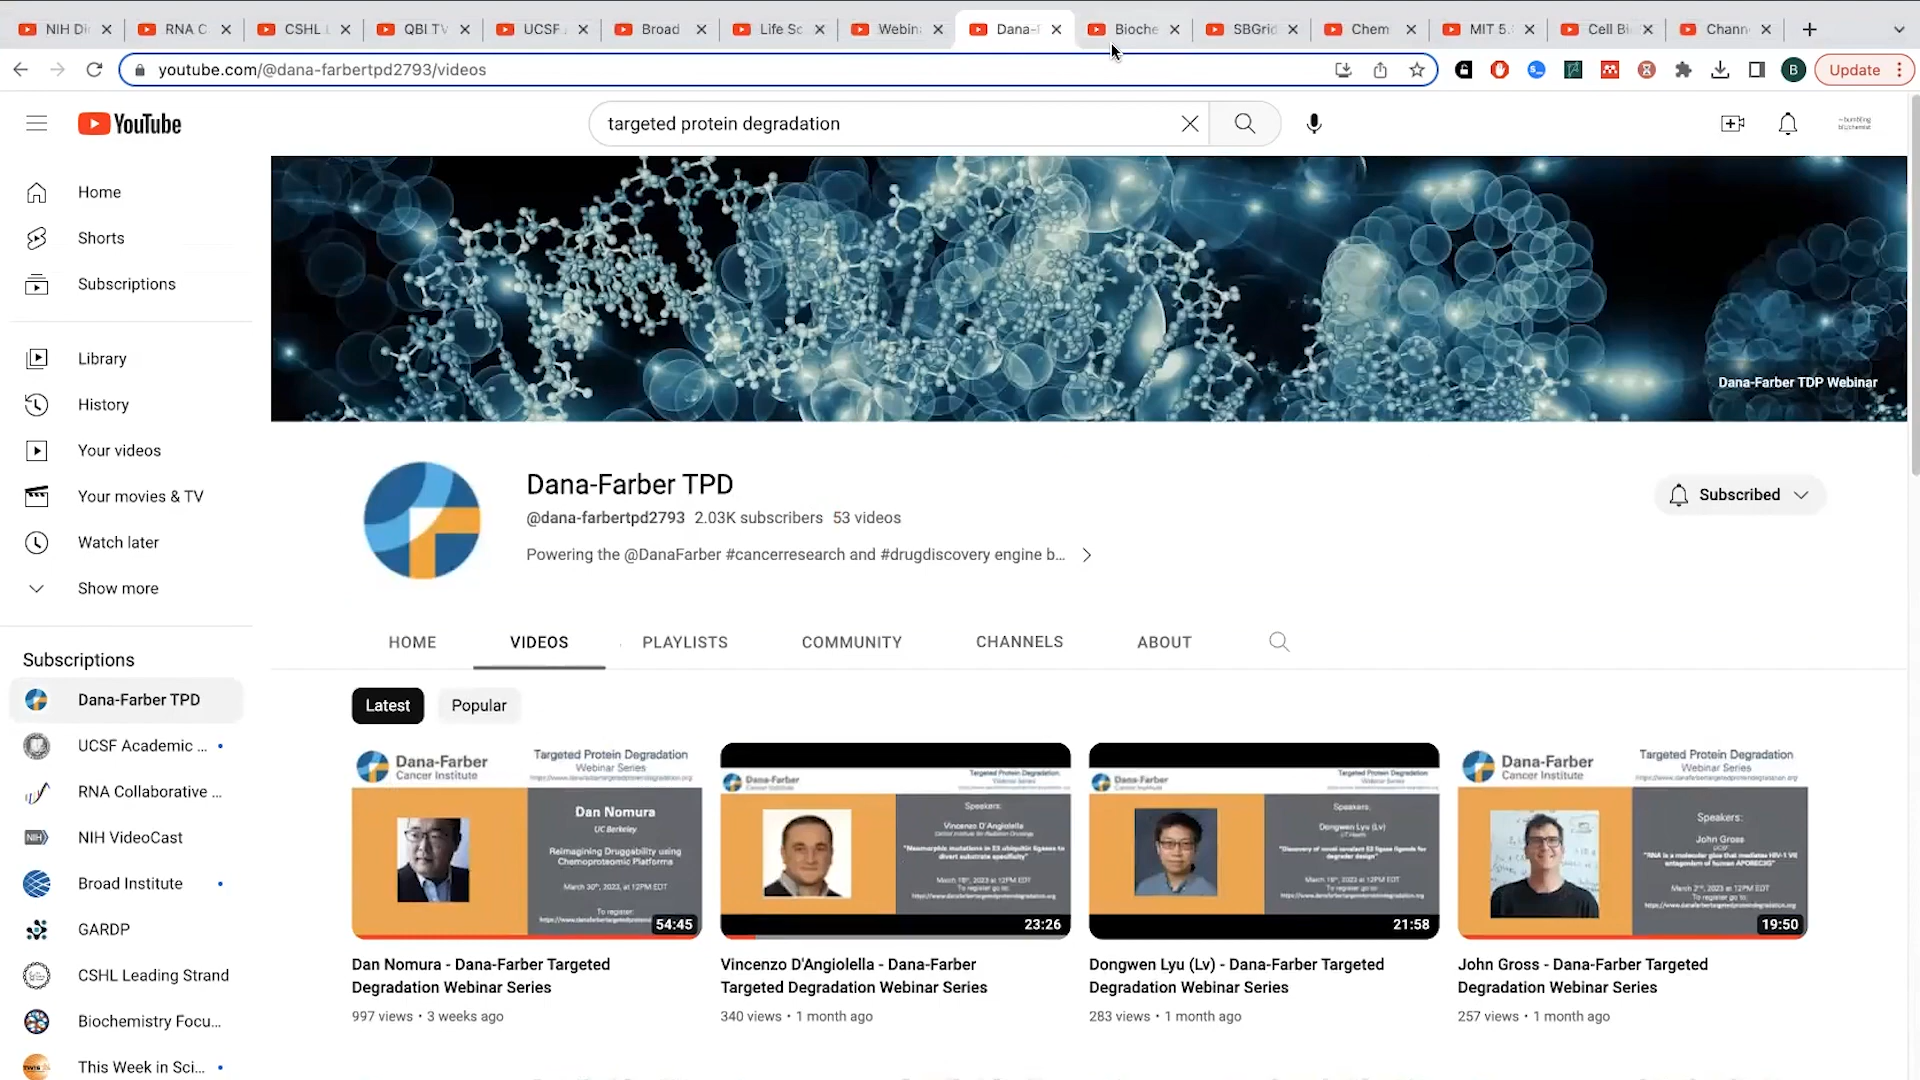 NIH Di
RNA C
CSHL
QBI TV
UCSF
Broad
Life Sc
Webin
Dana-F
Bioche
SBGrid
Chem
MIT 5.
Cell Bi
Chann
youtube.com/@dana-farbertpd2793/videos
B
Update
YouTube
targeted protein degradation
Home
Shorts
Subscriptions
Library
History
Your videos
Your movies & TV
Watch later
Show more
Subscriptions
Dana-Farber TPD
UCSF Academic ...
RNA Collaborative ...
NIH VideoCast
Broad Institute
GARDP
CSHL Leading Strand
Biochemistry Focu...
This Week in Sci...
Dana-Farber TDP Webinar
Dana-Farber TPD
@dana-farbertpd2793 2.03K subscribers 53 videos
Powering the @DanaFarber #cancerresearch and #drugdiscovery engine b...
Subscribed
HOME
VIDEOS
PLAYLISTS
COMMUNITY
CHANNELS
ABOUT
Latest
Popular
Dana-Farber
Cancer Institute
Targeted Protein Degradation
Webinar Series
Dan Nomura
UC Berkeley
Reimagining Druggability using
Chemoproteomic Platforms
March 30th, 2023, at 12PM EDT
To register:
54:45
Dan Nomura - Dana-Farber Targeted
Degradation Webinar Series
997 views • 3 weeks ago
Dana-Farber
Cancer Institute
Targeted Protein Degradation
Webinar Series
Speakers:
Vincenzo D'Angiolella
"Neomorphic mutations in E3 ubiquitin ligases to
divert substrate specificity"
To register go to:
23:26
Vincenzo D'Angiolella - Dana-Farber
Targeted Degradation Webinar Series
340 views • 1 month ago
Dana-Farber
Cancer Institute
Targeted Protein Degradation
Webinar Series
Speakers:
Dongwen Lyu (Lv)
"Discovery of novel covalent E3 ligase ligands for
degrader design"
To register go to:
21:58
Dongwen Lyu (Lv) - Dana-Farber Targeted
Degradation Webinar Series
283 views • 1 month ago
Dana-Farber
Cancer Institute
Targeted Protein Degradation
Webinar Series
Speakers:
John Gross
UCSF
"RNA is a molecular glue that mediates HIV-1 Vif
antagonism of human APOBEC3G"
March 2nd, 2023 at 12PM EDT
To register go to:
19:50
John Gross - Dana-Farber Targeted
Degradation Webinar Series
257 views • 1 month ago